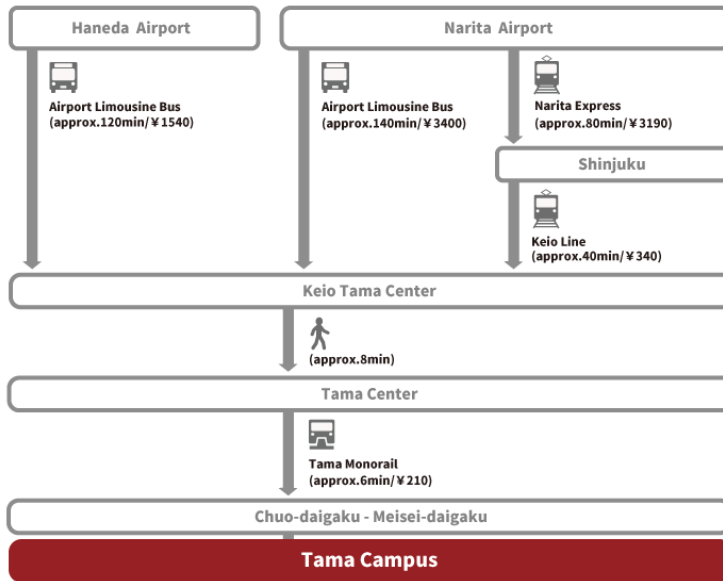 Haneda Airport
Narita Airport
Airport Limousine Bus
(approx.120min/¥1540)
Airport Limousine Bus
(approx.140min/¥3400)
Narita Express
(approx.80min/¥3190)
Shinjuku
Keio Line
(approx.40min/¥340)
Keio Tama Center
(approx.8min)
Tama Center
Tama Monorail
(approx.6min/¥210)
Chuo-daigaku - Meisei-daigaku
Tama Campus